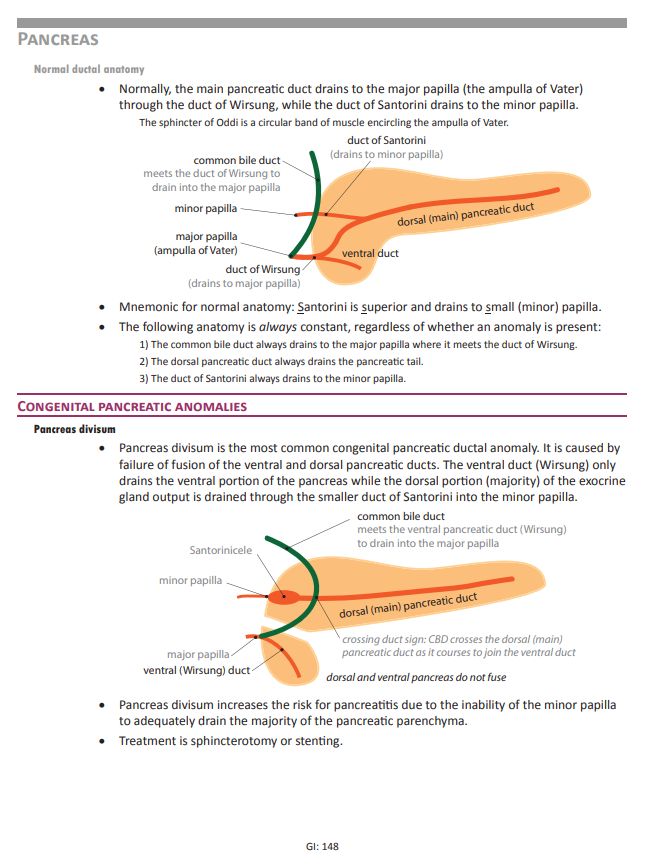 PANCREAS
Normal ductal anatomy
• Normally, the main pancreatic duct drains to the major papilla (the ampulla of Vater)
through the duct of Wirsung, while the duct of Santorini drains to the minor papilla.
The sphincter of Oddi is a circular band of muscle encircling the ampulla of Vater.
duct of Santorini
(drains to minor papilla)
common bile duct
meets the duct of Wirsung to
drain into the major papilla
minor papilla
dorsal (main) pancreatic duct
major papilla
(ampulla of Vater)
ventral duct
duct of Wirsung
(drains to major papilla)
• Mnemonic for normal anatomy: Santorini is superior and drains to small (minor) papilla.
• The following anatomy is always constant, regardless of whether an anomaly is present:
1) The common bile duct always drains to the major papilla where it meets the duct of Wirsung.
2) The dorsal pancreatic duct always drains the pancreatic tail.
3) The duct of Santorini always drains to the minor papilla.
CONGENITAL PANCREATIC ANOMALIES
Pancreas divisum
• Pancreas divisum is the most common congenital pancreatic ductal anomaly. It is caused by
failure of fusion of the ventral and dorsal pancreatic ducts. The ventral duct (Wirsung) only
drains the ventral portion of the pancreas while the dorsal portion (majority) of the exocrine
gland output is drained through the smaller duct of Santorini into the minor papilla.
common bile duct
meets the ventral pancreatic duct (Wirsung)
to drain into the major papilla
Santorinicele
minor papilla
dorsal (main) pancreatic duct
crossing duct sign: CBD crosses the dorsal (main)
pancreatic duct as it courses to join the ventral duct
major papilla
ventral (Wirsung) duct
dorsal and ventral pancreas do not fuse
• Pancreas divisum increases the risk for pancreatitis due to the inability of the minor papilla
to adequately drain the majority of the pancreatic parenchyma.
• Treatment is sphincterotomy or stenting.
GI: 148